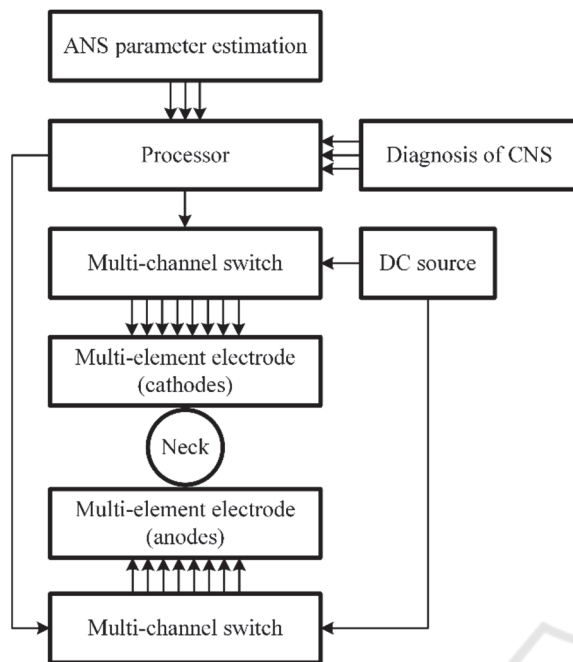 ANS parameter estimation
Processor
Diagnosis of CNS
Multi-channel switch
DC source
Multi-element electrode
(cathodes)
Neck
Multi-element electrode
(anodes)
Multi-channel switch